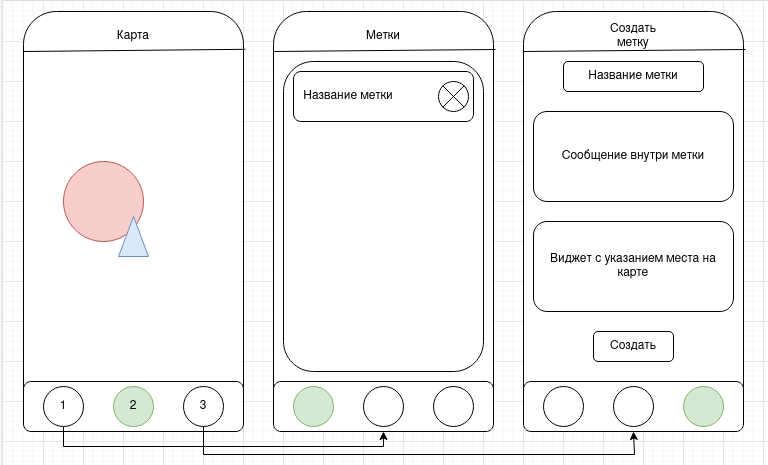 Карта
Метки
Создать
метку
Название метки
Название метки
Сообщение внутри метки
Виджет с указанием места на
карте
Создать
1
2
3